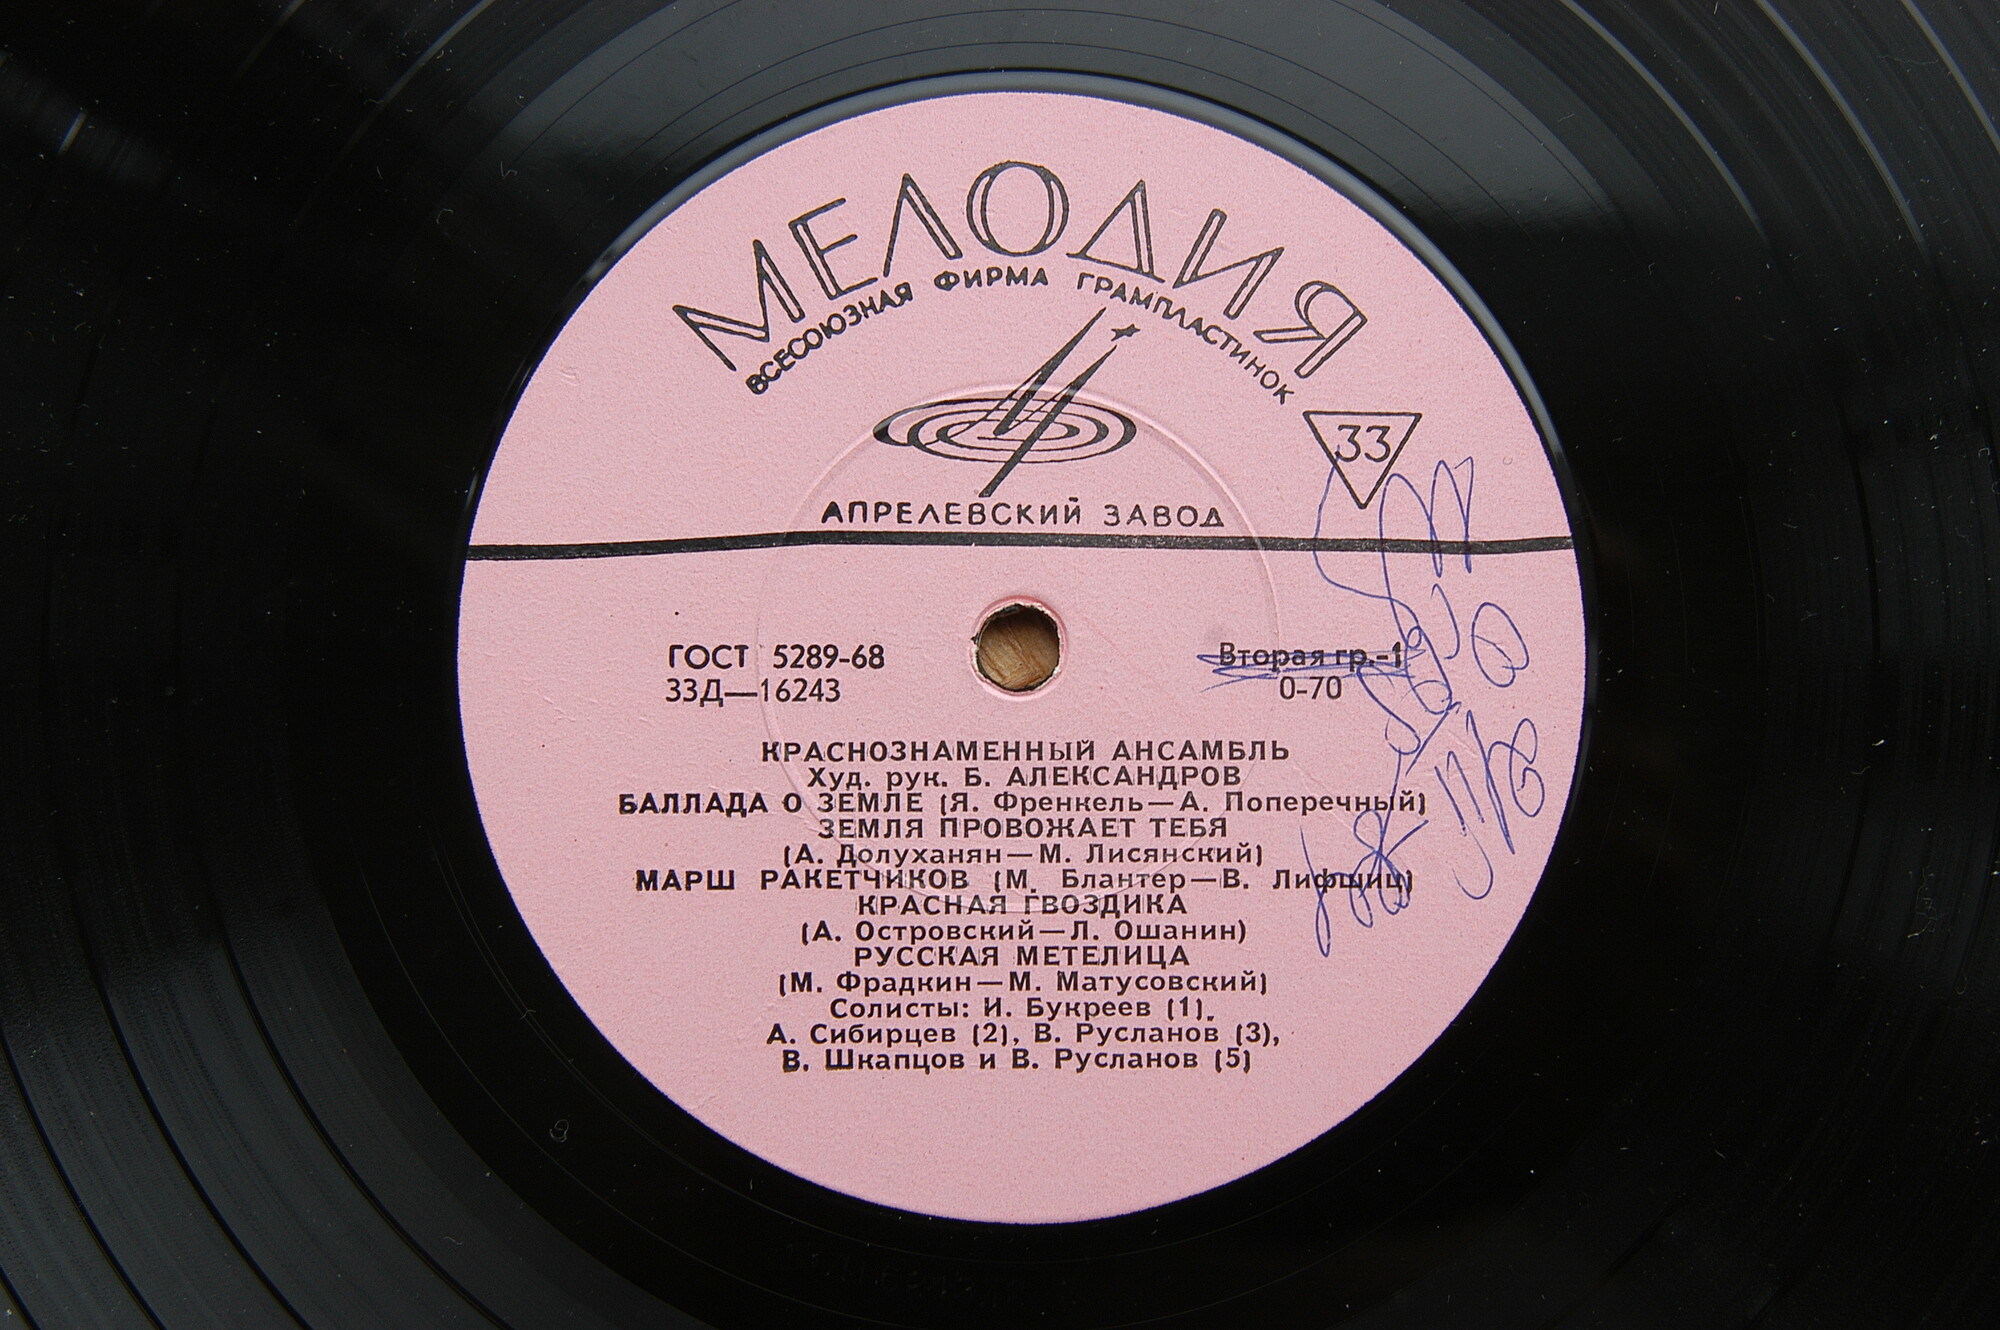 МЕЛОДИЯ
ВСЕСОЮЗНАЯ ФИРМА ГРАМПЛАСТИНОК
33
АПРЕЛЕВСКИЙ ЗАВОД
ГОСТ 5289-68
Вторая гр.-1
33Д—16243
0-70
КРАСНОЗНАМЕННЫЙ АНСАМБЛЬ
Худ. рук. Б. АЛЕКСАНДРОВ
БАЛЛАДА О ЗЕМЛЕ (Я. Френкель—А. Поперечный)
ЗЕМЛЯ ПРОВОЖАЕТ ТЕБЯ
(А. Долуханян—М. Лисянский)
МАРШ РАКЕТЧИКОВ (М. Блантер—В. Лифшиц)
КРАСНАЯ ГВОЗДИКА
(А. Островский—Л. Ошанин)
РУССКАЯ МЕТЕЛИЦА
(М. Фрадкин—М. Матусовский)
Солисты: И. Букреев (1),
А. Сибирцев (2), В. Русланов (3),
В. Шкапцов и В. Русланов (5)